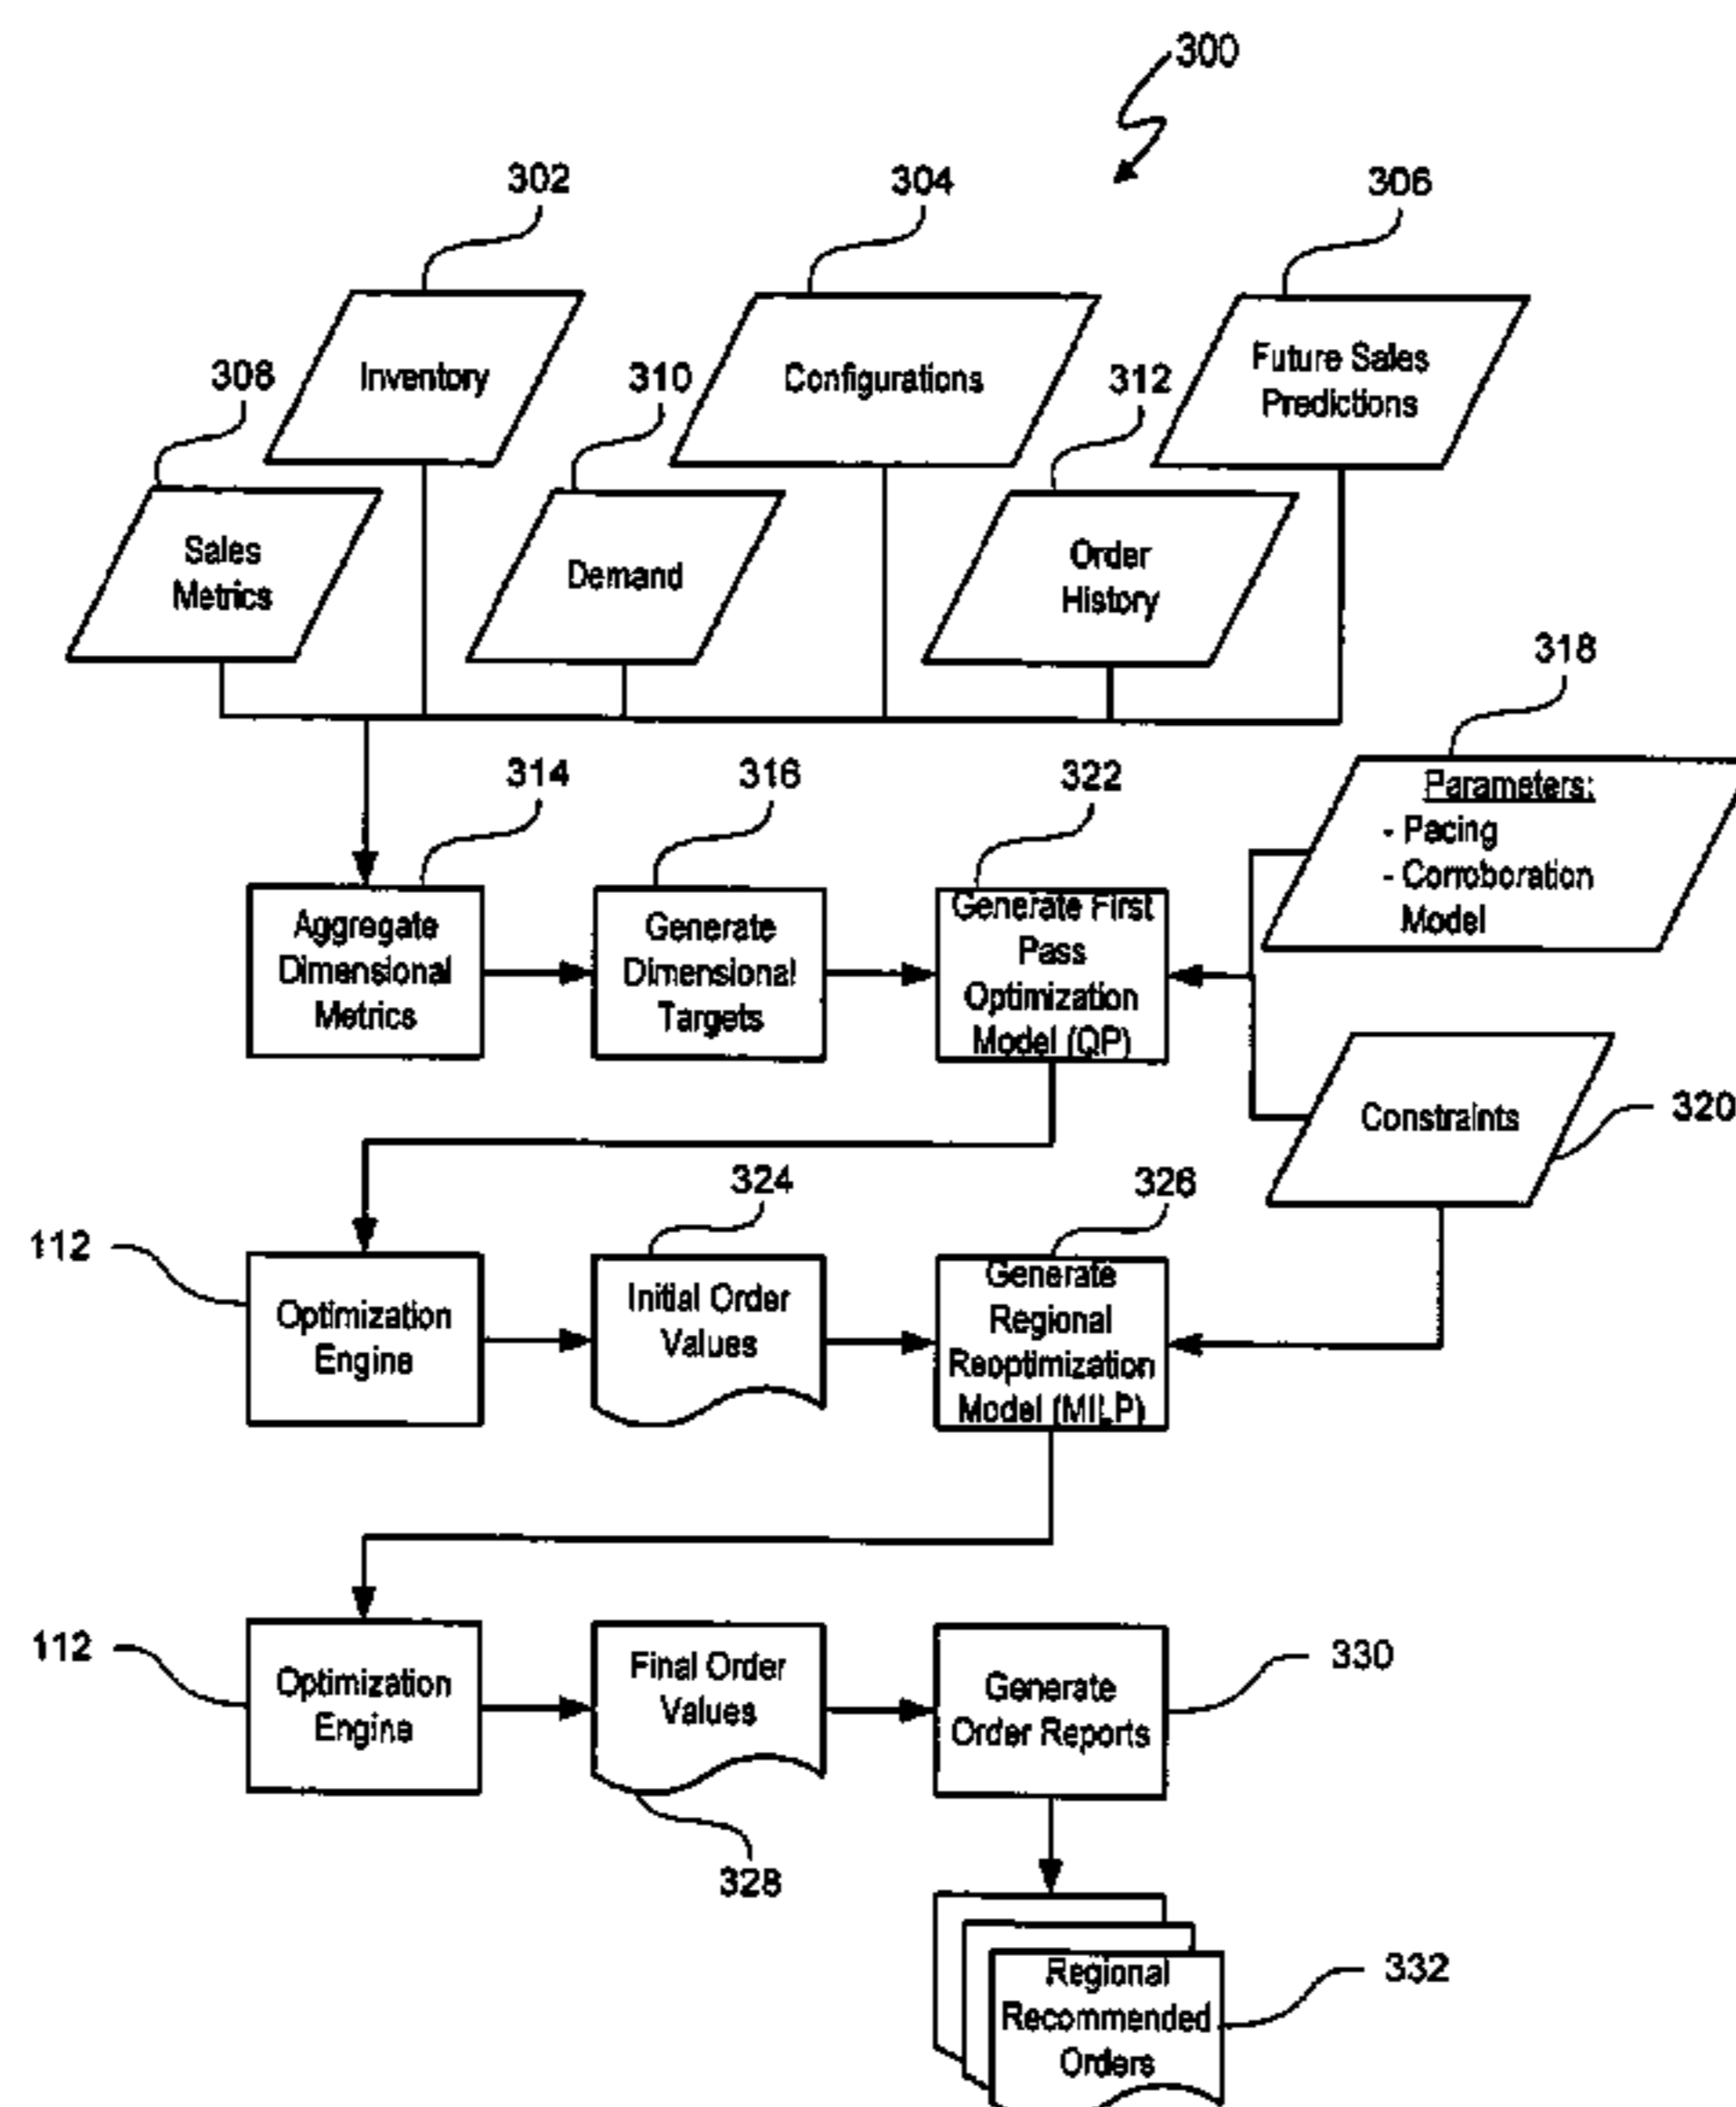 300
302
304
306
Inventory
Configurations
Future Sales
Predictions
308
310
312
Sales
Metrics
Demand
Order
History
318
Parameters:
- Pacing
- Corroboration
Model
314
316
322
Aggregate
Dimensional
Metrics
Generate
Dimensional
Targets
Generate First
Pass
Optimization
Model (QP)
Constraints
320
324
326
112
Optimization
Engine
Initial Order
Values
Generate
Regional
Reoptimization
Model (MILP)
112
Optimization
Engine
Final Order
Values
Generate
Order Reports
330
328
Regional
Recommended
Orders
332